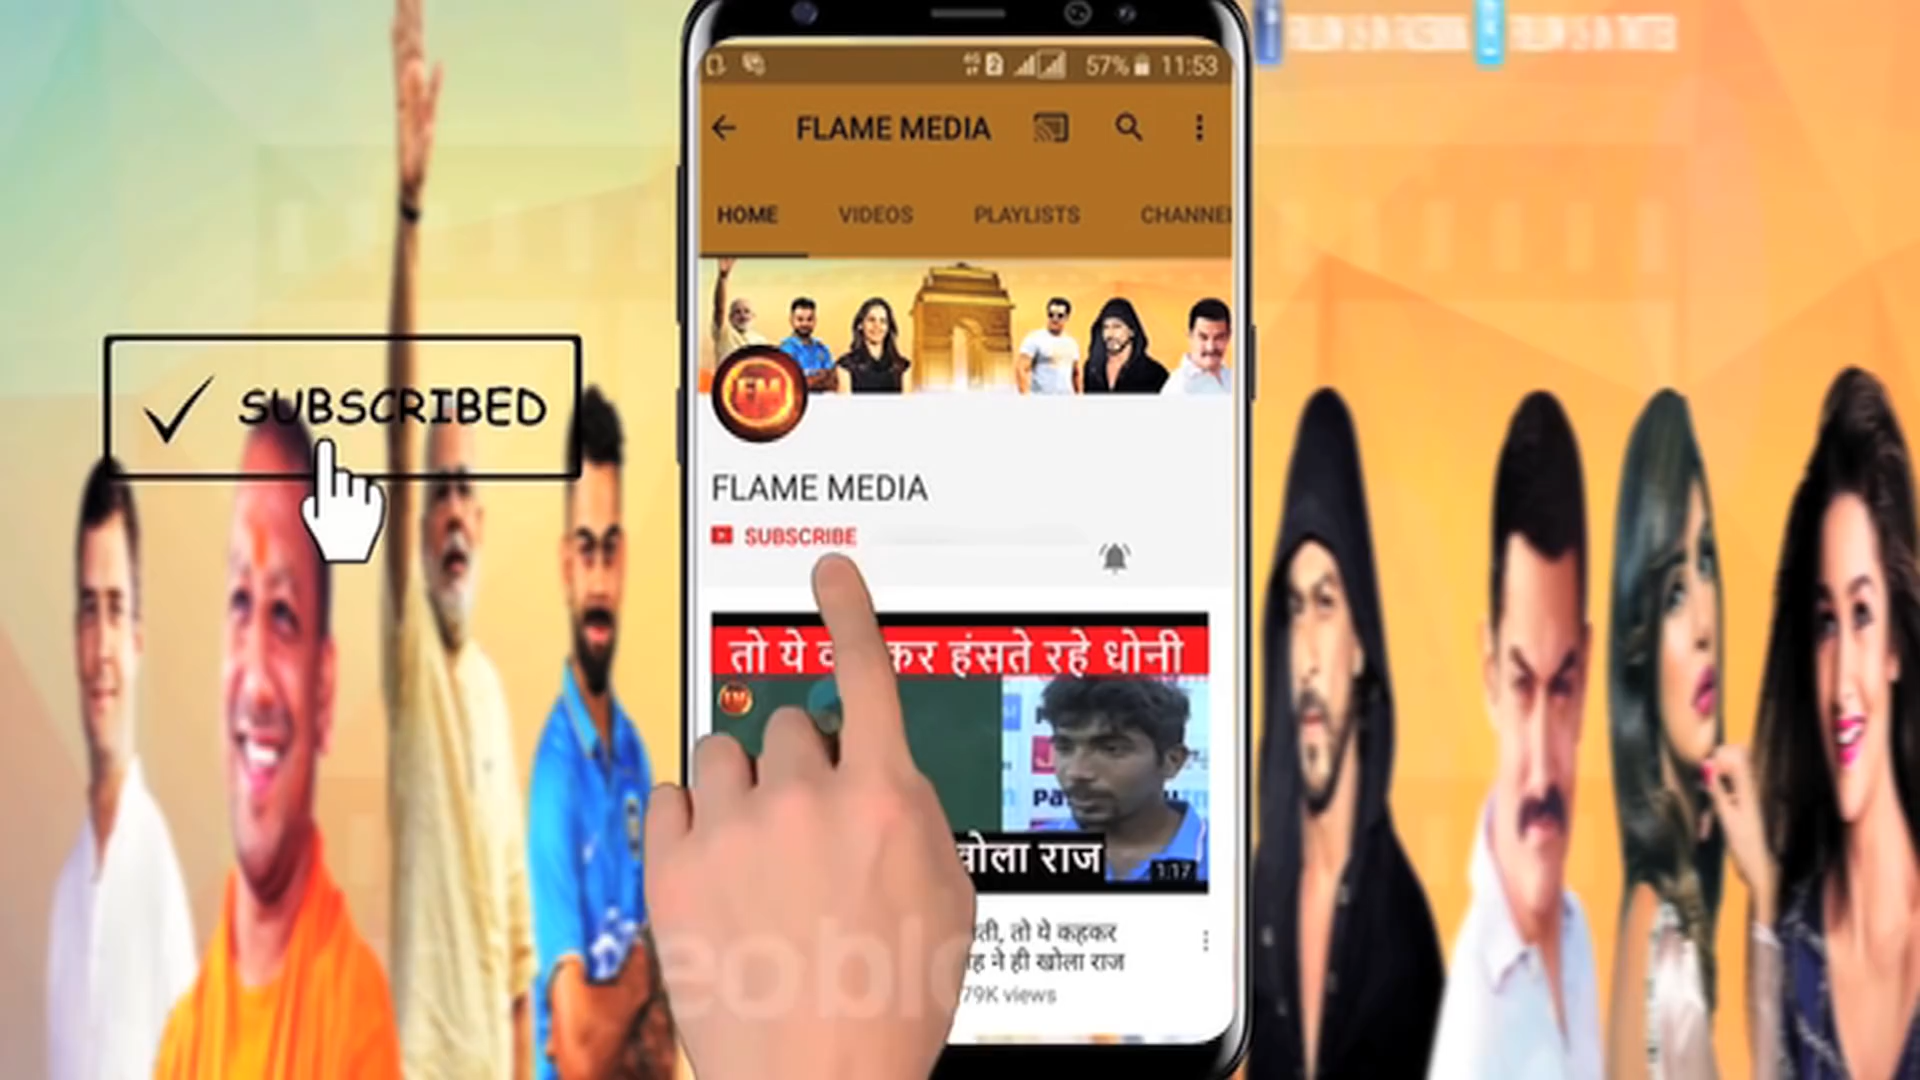 57% 11:53
FLAME MEDIA
HOME VIDEOS PLAYLISTS CHANNEL
SUBSCRIBED
FM
FLAME MEDIA
SUBSCRIBE
तो ये कर हंसते रहे धोनी
खोला राज
1:17
ती, तो ये कहकर
ह ने ही खोला राज
79K views